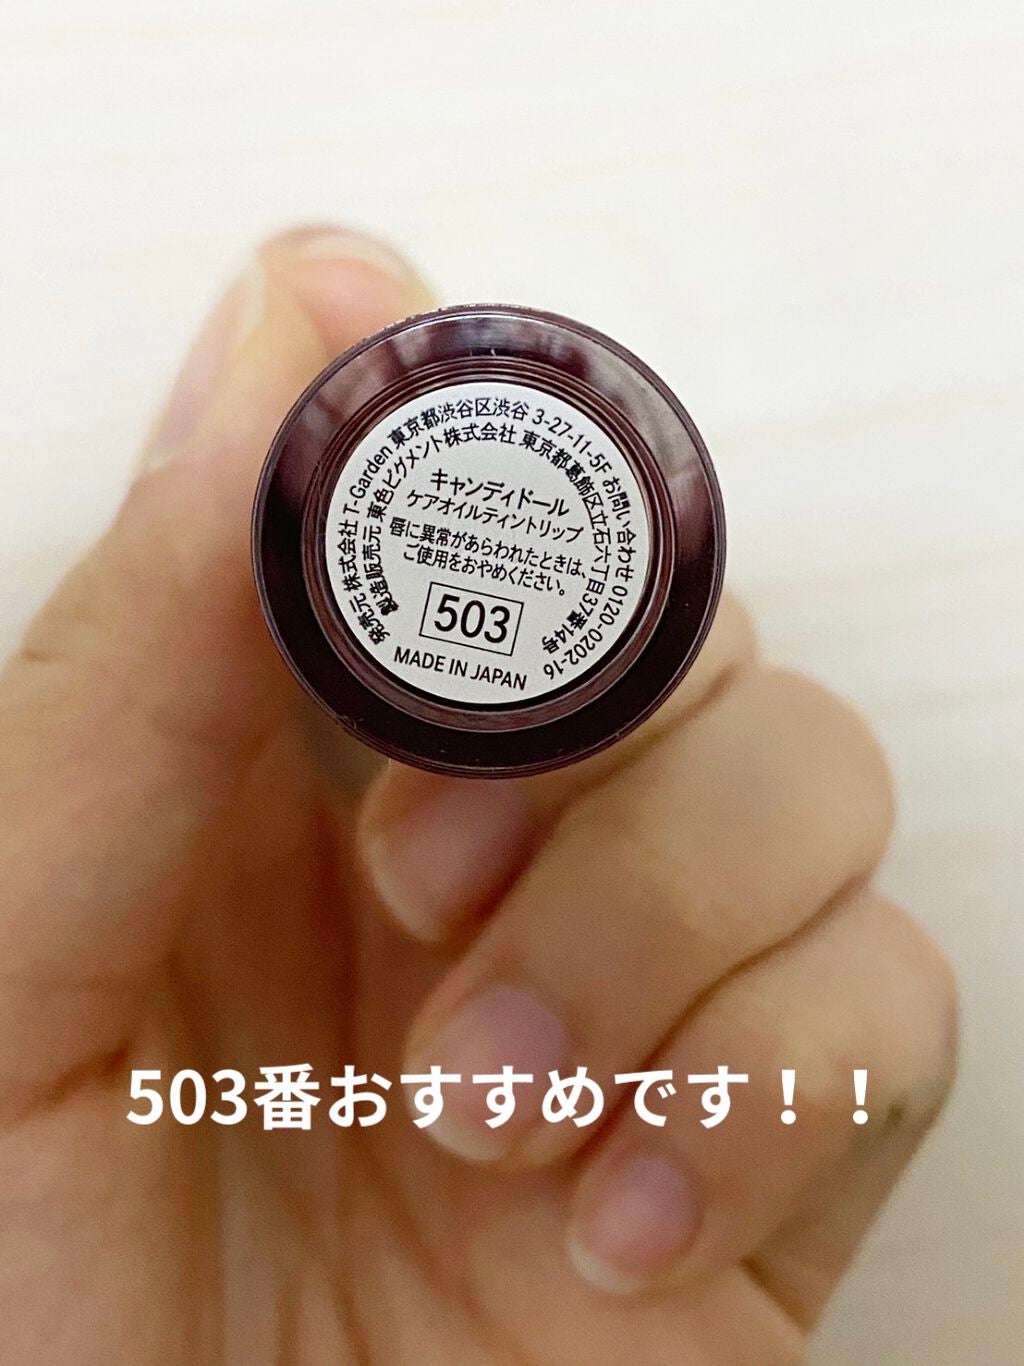 発売元 株式会社 T-Garden 東京都渋谷区渋谷 3-27-11-5F お問い合わせ 0120-0202-16
製造販売元 東色ピグメント株式会社 東京都葛飾区立石六丁目37番14号
キャンディドール
ケアオイルティントリップ
唇に異常があらわれたときは、
ご使用をおやめください。
503
MADE IN JAPAN
503番おすすめです！！